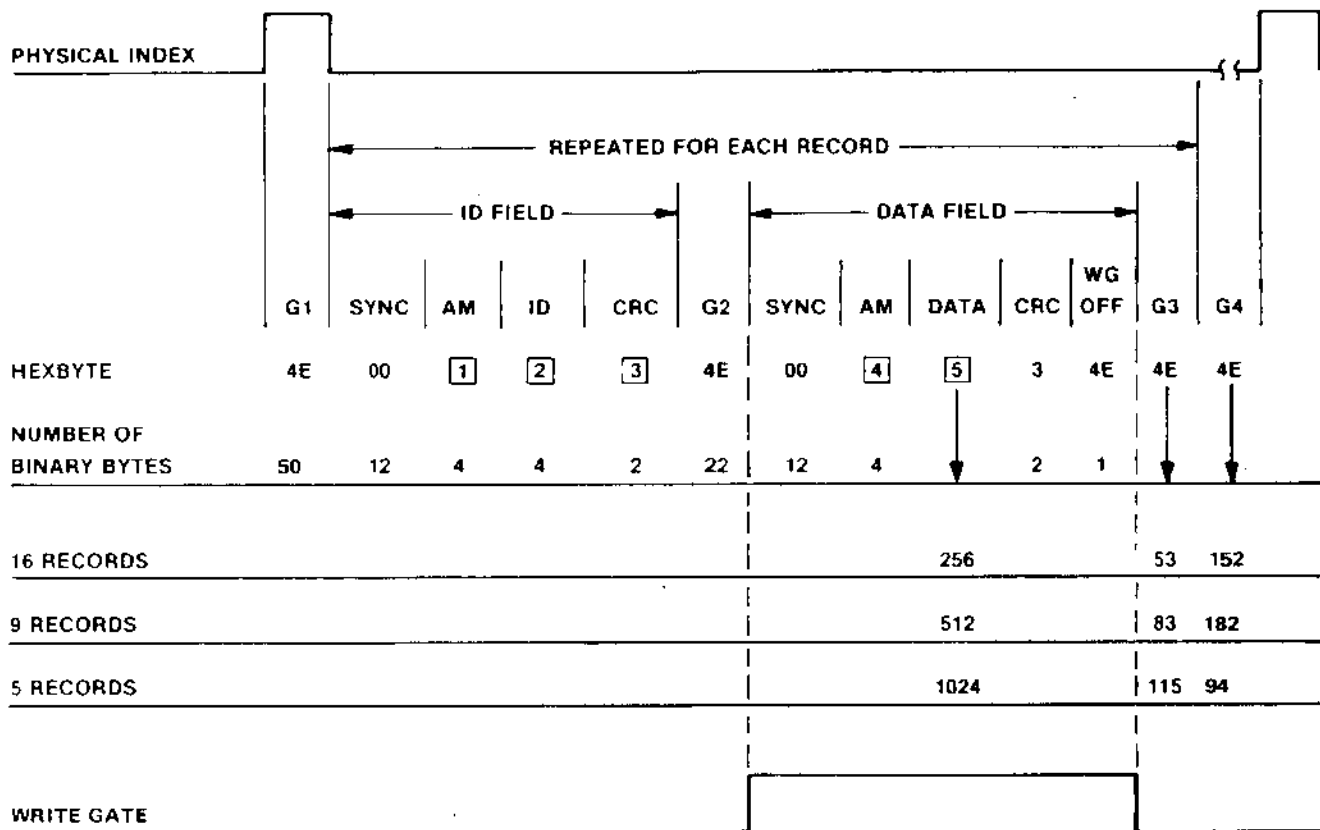 PHYSICAL INDEX
REPEATED FOR EACH RECORD
ID FIELD DATA FIELD
WG
G1 SYNC AM ID CRC G2 SYNC AM DATA CRC OFF G3 G4
HEXBYTE 4E 00 1 2 3 4E 00 4 5 3 4E 4E 4E
NUMBER OF
BINARY BYTES 50 12 4 4 2 22 12 4 2 1
16 RECORDS 256 53 152
9 RECORDS 512 83 182
5 RECORDS 1024 115 94
WRITE GATE